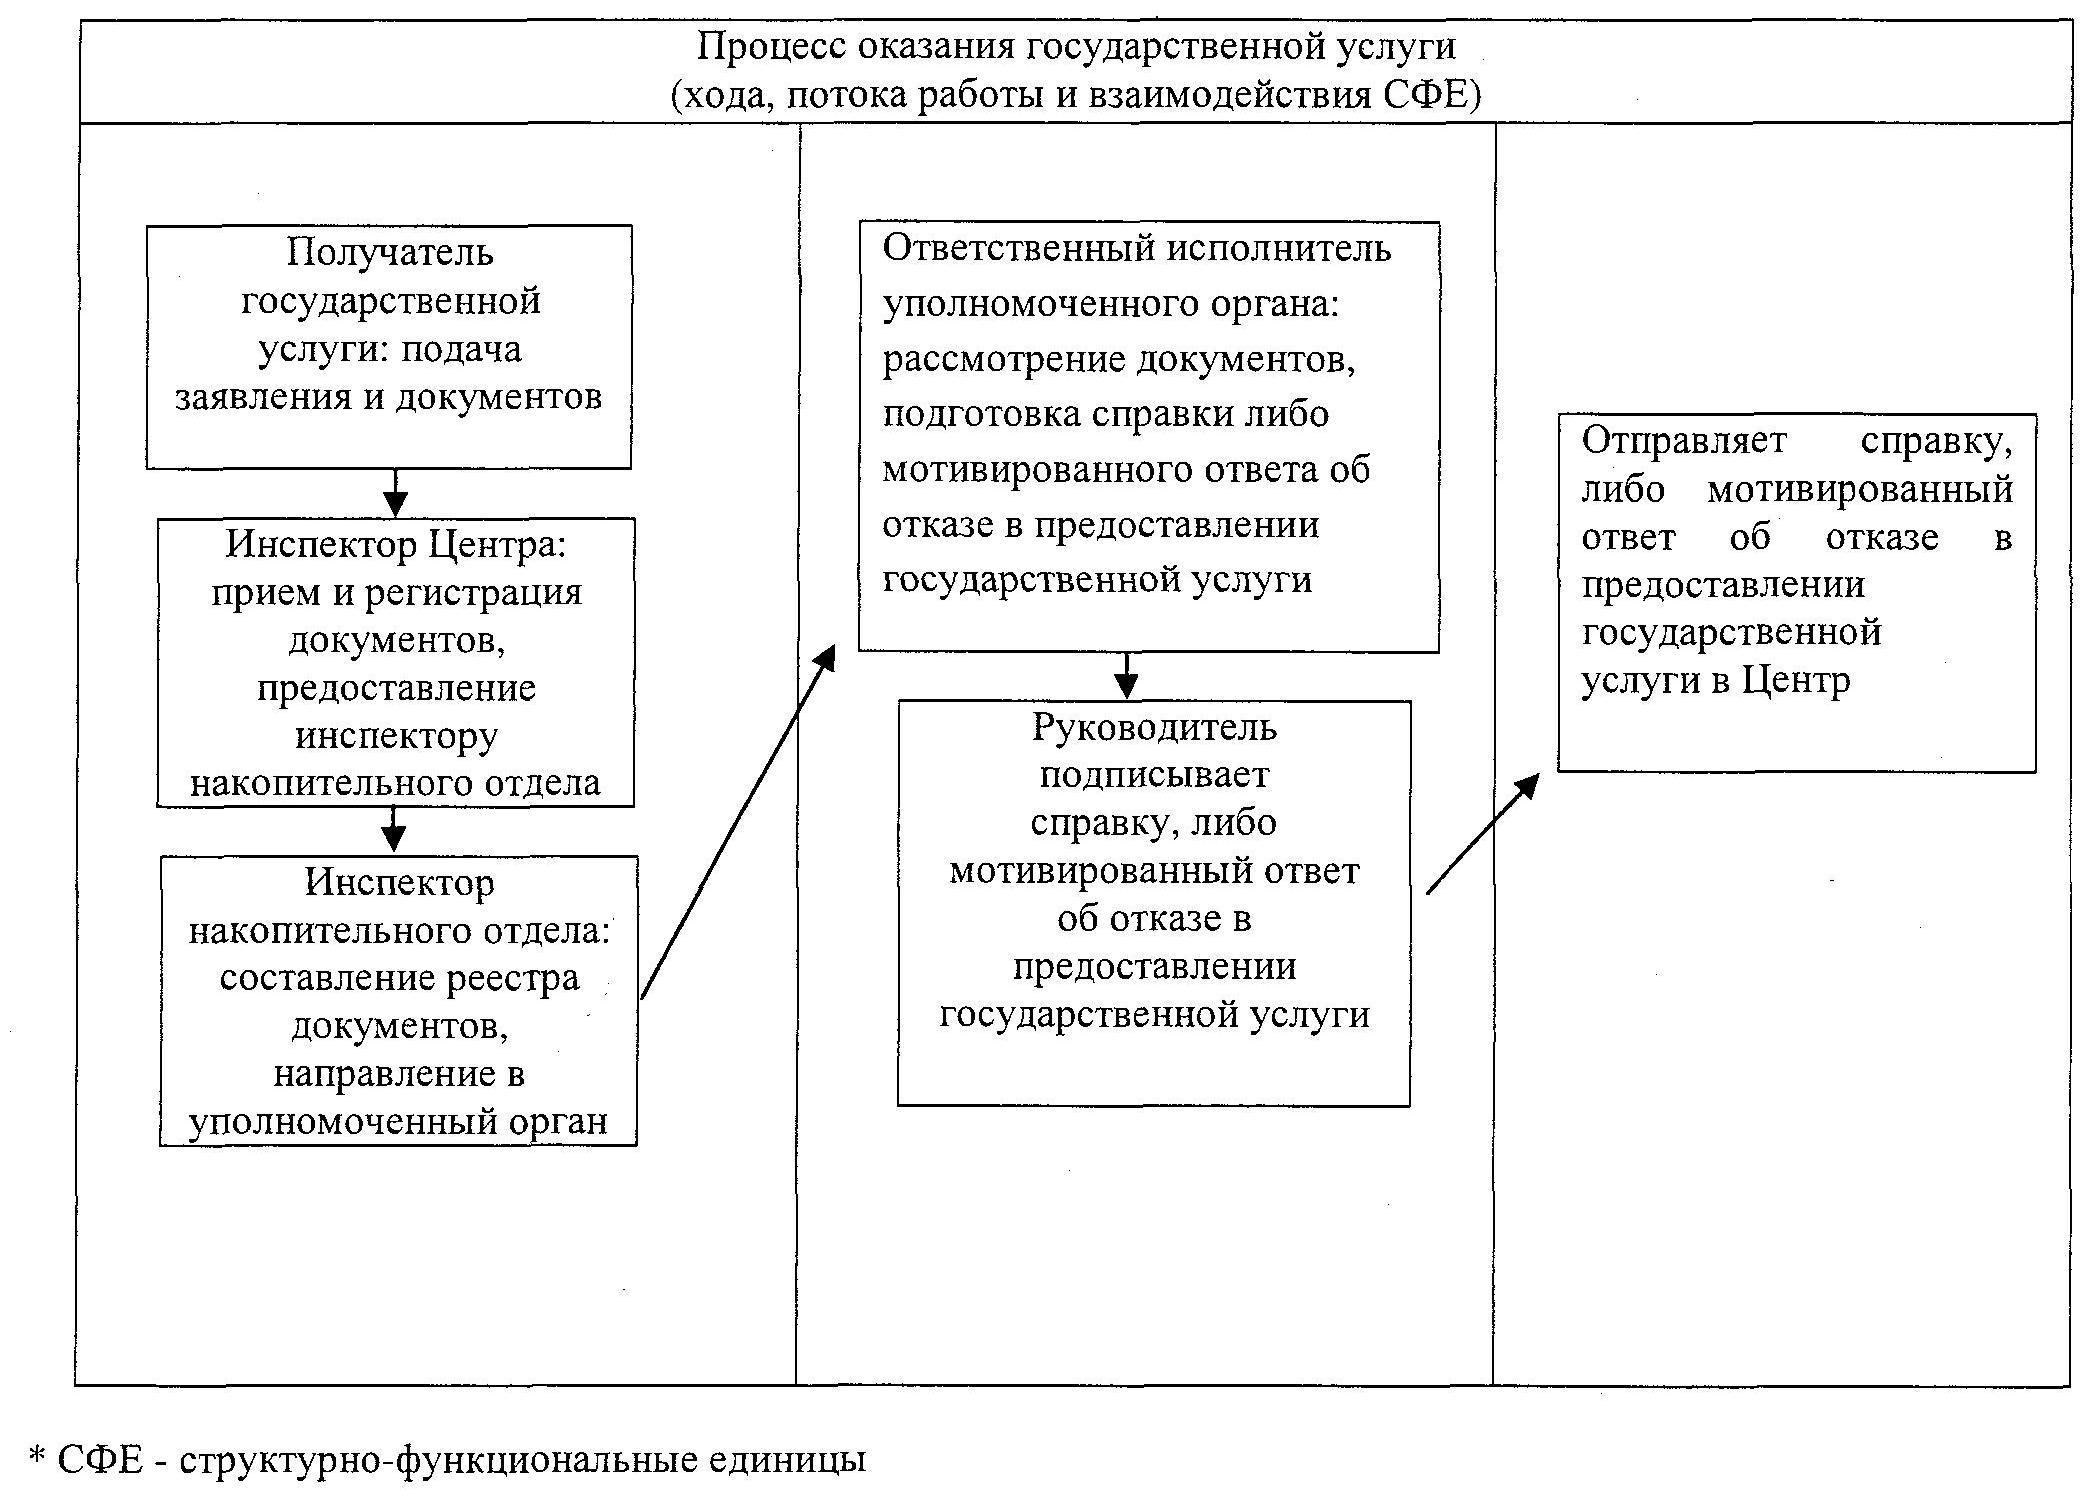 Процесс оказания государственной услуги
(хода, потока работы и взаимодействия СФЕ)
Получатель
государственной
услуги: подача
заявления и документов
Инспектор Центра:
прием и регистрация
документов,
предоставление
инспектору
накопительного отдела
Инспектор
накопительного отдела:
составление реестра
документов,
направление в
уполномоченный орган
Ответственный исполнитель
уполномоченного органа:
рассмотрение документов,
подготовка справки либо
мотивированного ответа об
отказе в предоставлении
государственной услуги
Руководитель
подписывает
справку, либо
мотивированный ответ
об отказе в
предоставлении
государственной услуги
Отправляет справку,
либо мотивированный
ответ об отказе в
предоставлении
государственной
услуги в Центр
* СФЕ - структурно-функциональные единицы